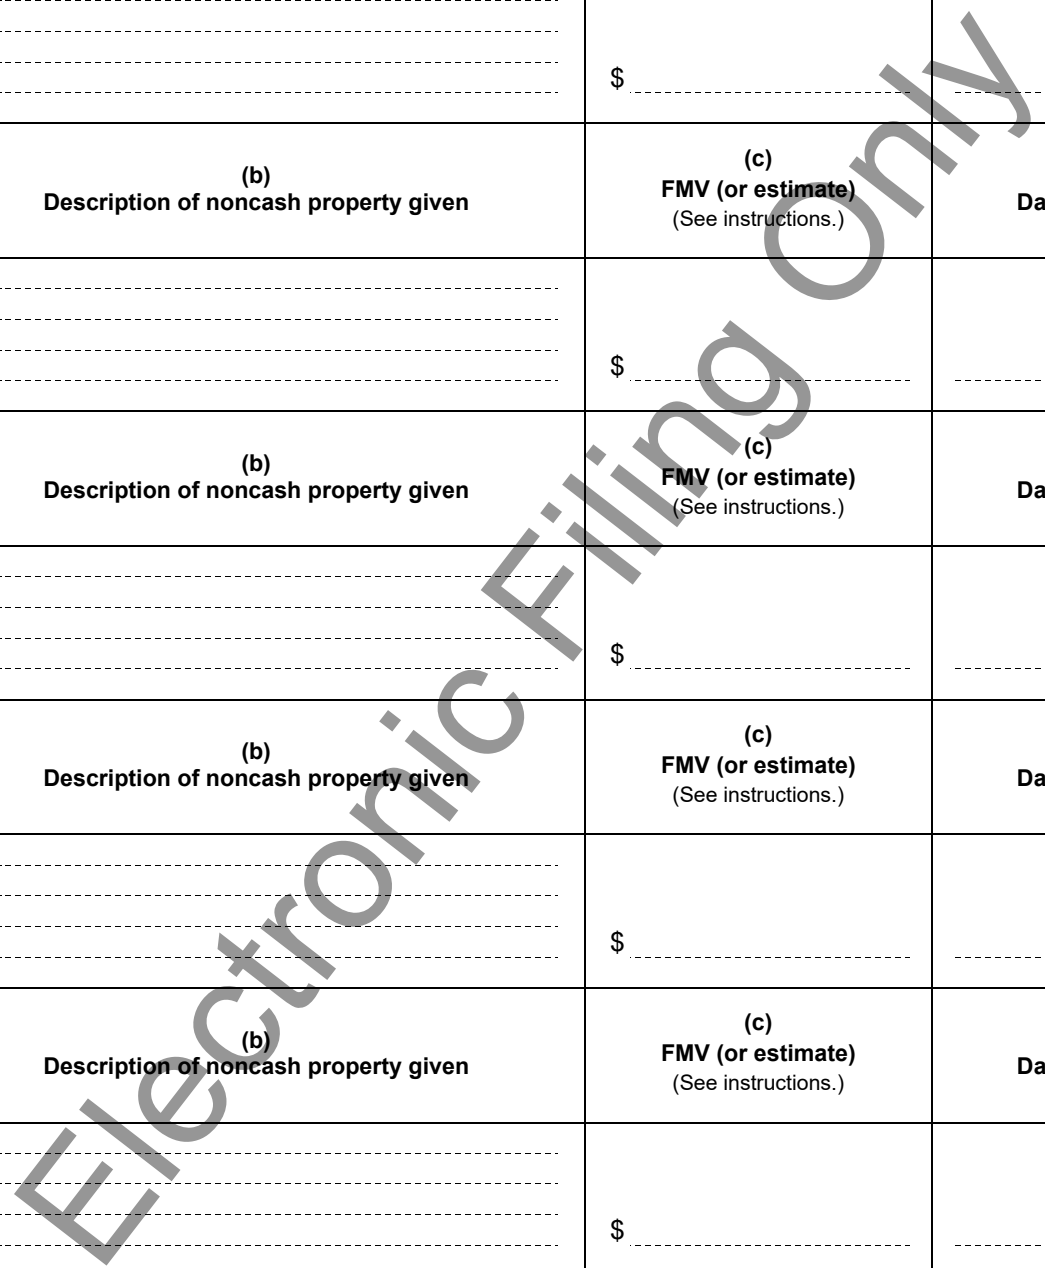 $
(b)
Description of noncash property given
(c)
FMV (or estimate)
(See instructions.)
Da
$
(b)
Description of noncash property given
(c)
FMV (or estimate)
(See instructions.)
Da
$
(b)
Description of noncash property given
(c)
FMV (or estimate)
(See instructions.)
Da
$
(b)
Description of noncash property given
(c)
FMV (or estimate)
(See instructions.)
Da
$
Electronic Filing Only